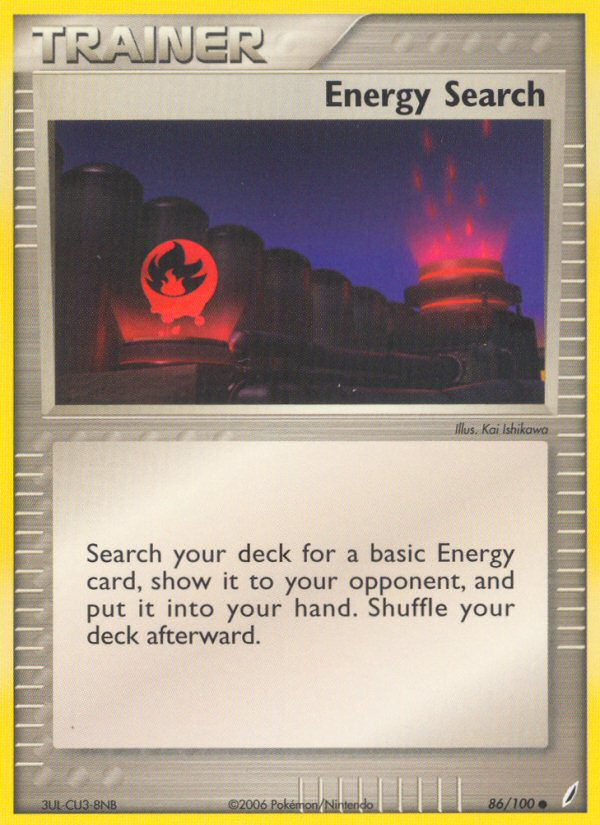 TRAINER
Energy Search
Illus. Kai Ishikawa
Search your deck for a basic Energy
card, show it to your opponent, and
put it into your hand. Shuffle your
deck afterward.
3UL-CU3-8NB
©2006 Pokémon/Nintendo
86/100 ●